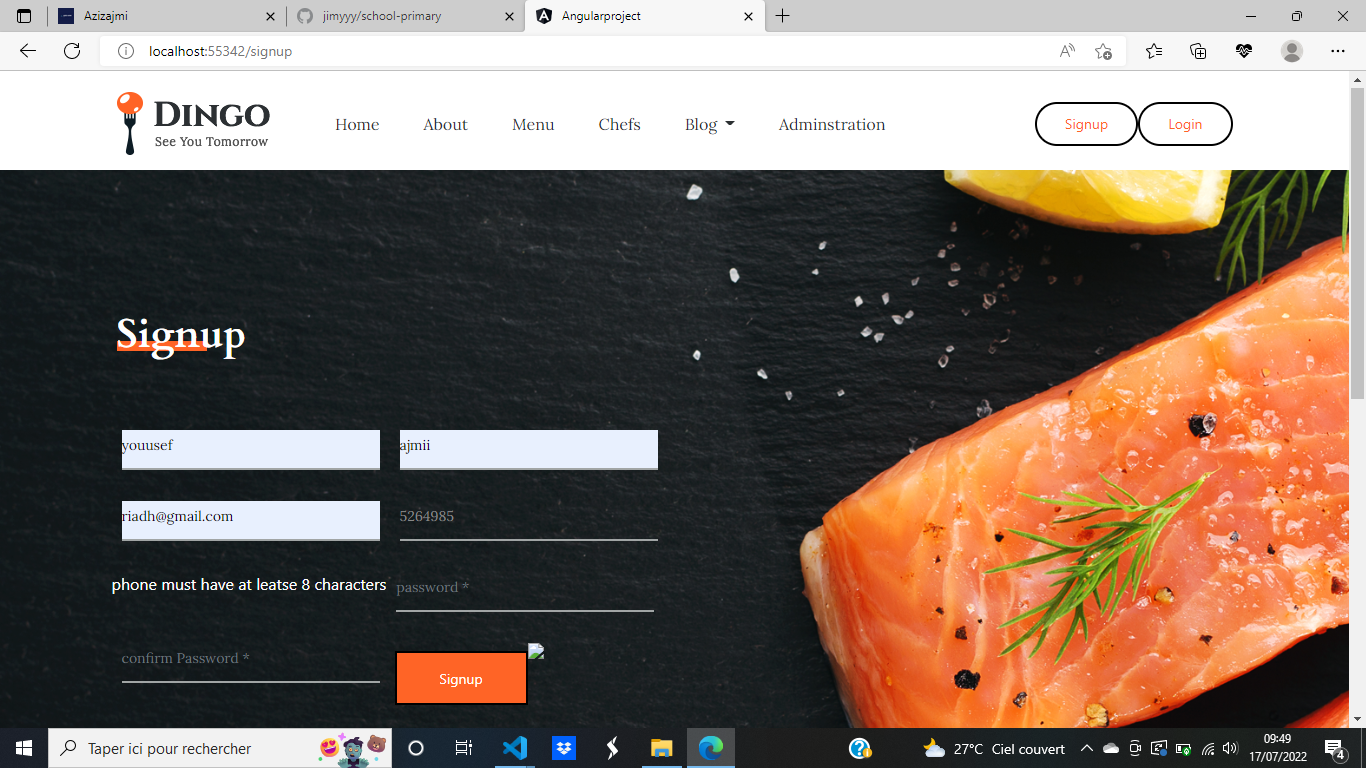 Azizajmi
jimyyy/school-primary
Angularproject
localhost:55342/signup
DINGO
See You Tomorrow
Home
About
Menu
Chefs
Blog
Adminstration
Signup
Login
Signup
youusef
ajmii
riadh@gmail.com
5264985
phone must have at leatse 8 characters
password *
confirm Password *
Signup
Taper ici pour rechercher
27°C Ciel couvert
09:49
17/07/2022
4